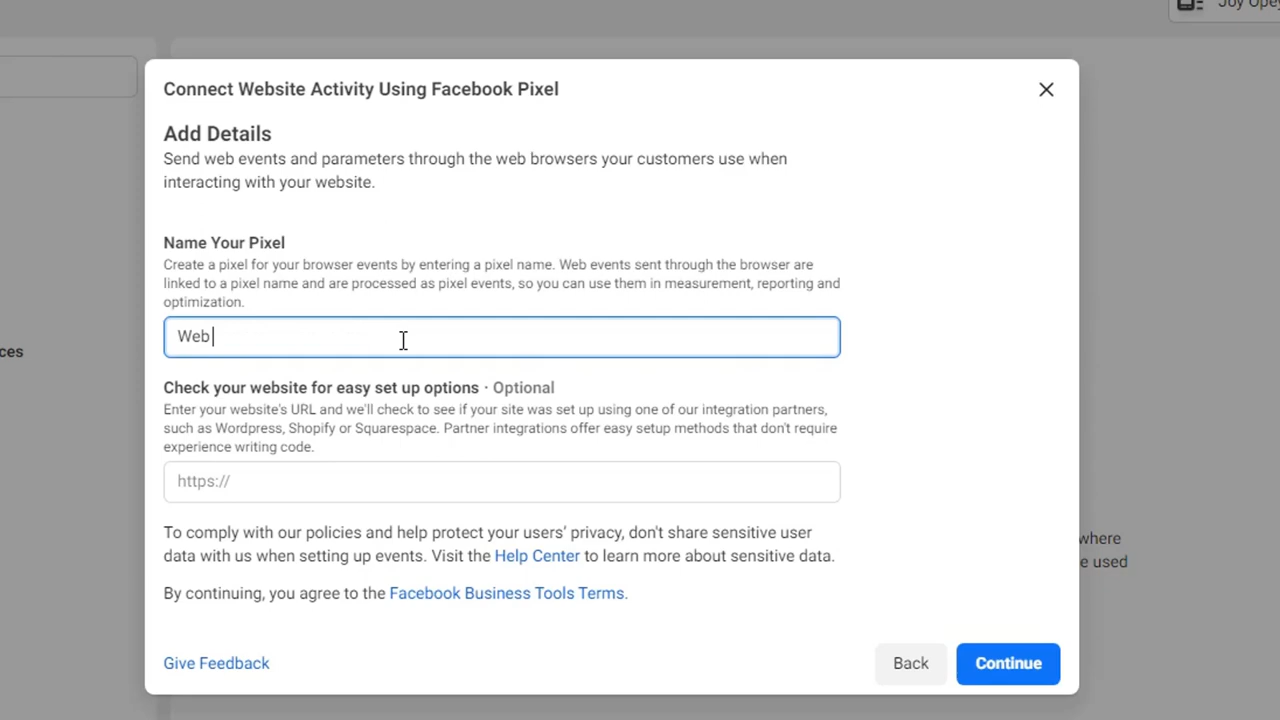 Joy
Connect Website Activity Using Facebook Pixel
Add Details
Send web events and parameters through the web browsers your customers use when
interacting with your website.
Name Your Pixel
Create a pixel for your browser events by entering a pixel name. Web events sent through the browser are
linked to a pixel name and are processed as pixel events, so you can use them in measurement, reporting and
optimization.
Web
ces
Check your website for easy set up options · Optional
Enter your website's URL and we'll check to see if your site was set up using one of our integration partners,
such as Wordpress, Shopify or Squarespace. Partner integrations offer easy setup methods that don't require
experience writing code.
https://
To comply with our policies and help protect your users' privacy, don't share sensitive user
data with us when setting up events. Visit the Help Center to learn more about sensitive data.
where
e used
By continuing, you agree to the Facebook Business Tools Terms.
Give Feedback
Back
Continue